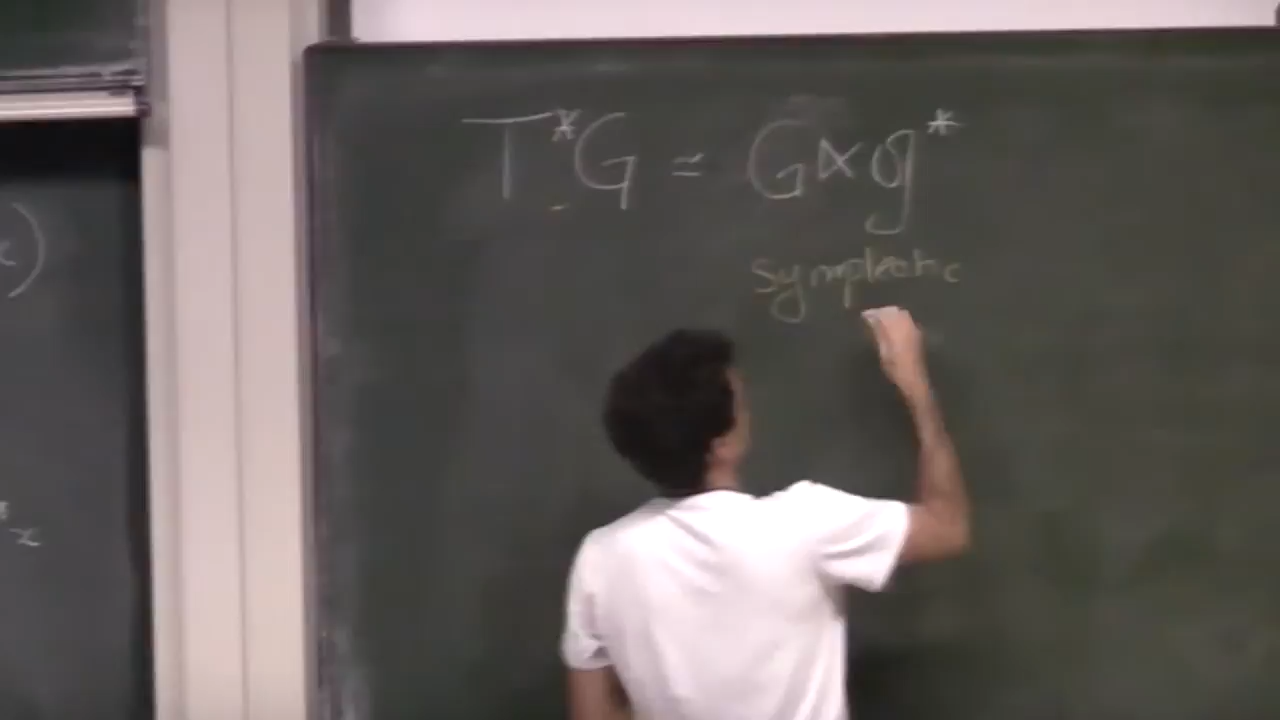 T*G ≃ G⋉𝔤*
Symplectic
x)
x